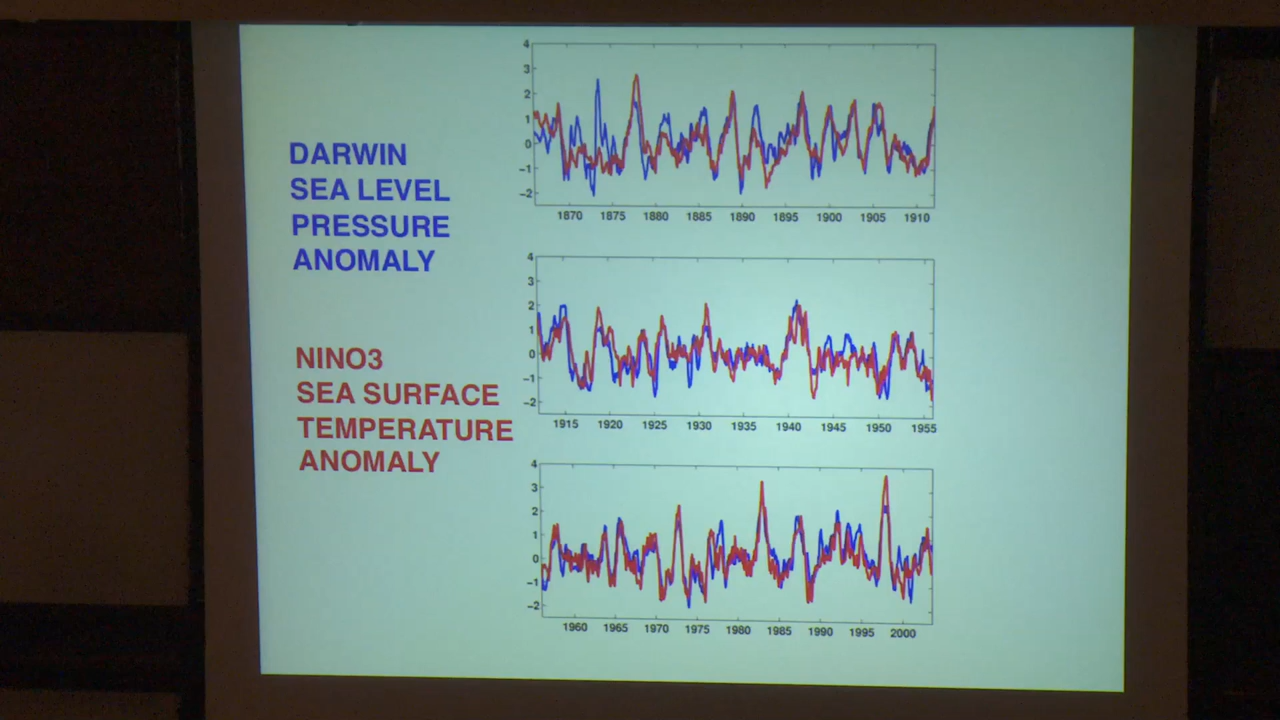 DARWIN
SEA LEVEL
PRESSURE
ANOMALY
NINO3
SEA SURFACE
TEMPERATURE
ANOMALY
4
3
2
1
0
−1
−2
1870 1875 1880 1885 1890 1895 1900 1905 1910
4
3
2
1
0
−1
−2
1915 1920 1925 1930 1935 1940 1945 1950 1955
4
3
2
1
0
−1
−2
1960 1965 1970 1975 1980 1985 1990 1995 2000